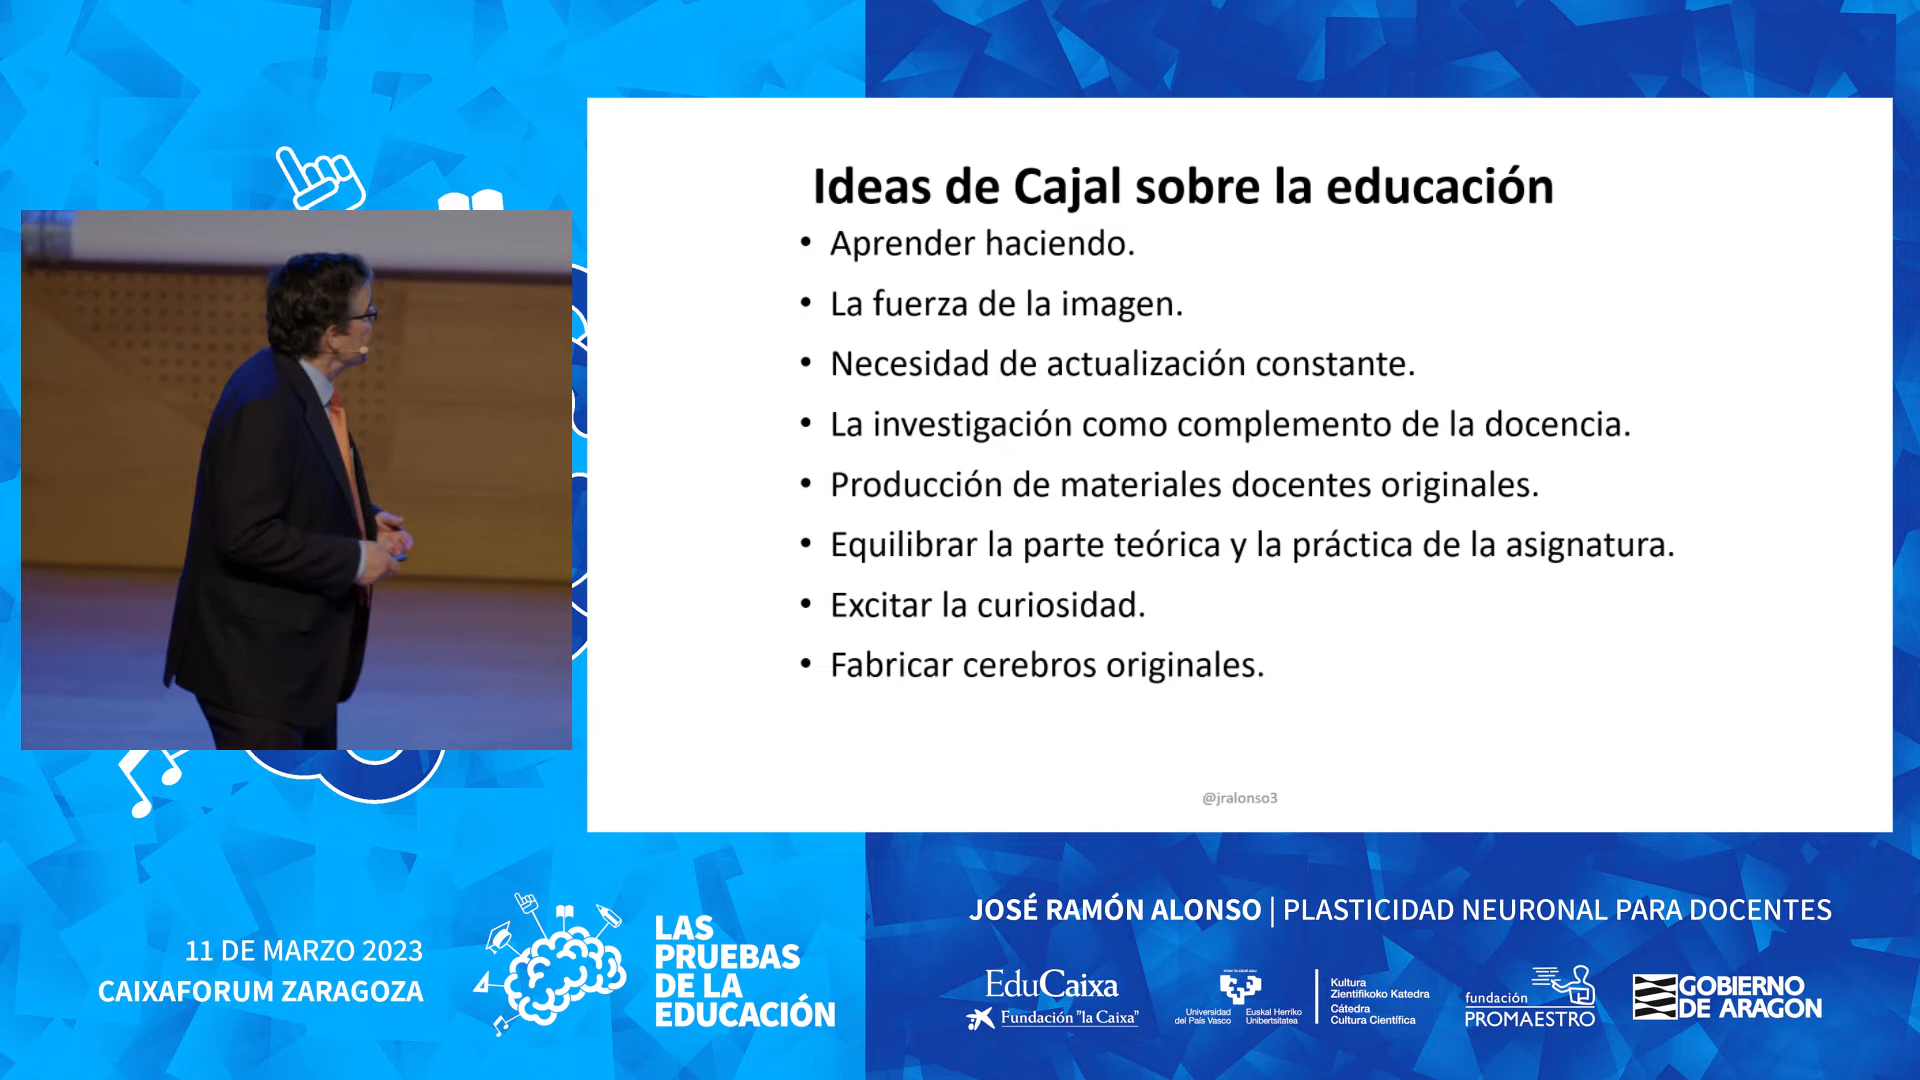 Ideas de Cajal sobre la educación
• Aprender haciendo.
• La fuerza de la imagen.
• Necesidad de actualización constante.
• La investigación como complemento de la docencia.
• Producción de materiales docentes originales.
• Equilibrar la parte teórica y la práctica de la asignatura.
• Excitar la curiosidad.
• Fabricar cerebros originales.
@jralonso3
11 DE MARZO 2023
CAIXAFORUM ZARAGOZA
LAS
PRUEBAS
DE LA
EDUCACIÓN
JOSÉ RAMÓN ALONSO | PLASTICIDAD NEURONAL PARA DOCENTES
EduCaixa
Fundación "la Caixa"
Universidad
del País Vasco
Euskal Herriko
Unibertsitatea
Kultura
Zientifikoko Katedra
Cátedra
Cultura Científica
fundación
PROMAESTRO
GOBIERNO
DE ARAGON